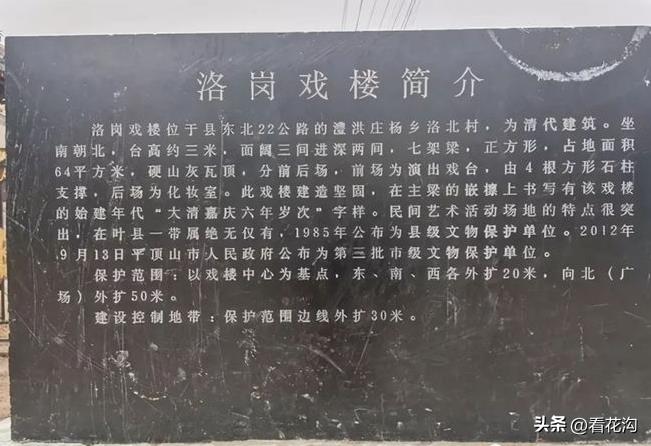 洛岗戏楼简介
洛岗戏楼位于县东北22公路的澧洪庄杨乡洛北村，为清代建筑。坐
南朝北，台高约三米，面阔三间进深两间，七架梁，正方形，占地面积
64平方米，硬山灰瓦顶，分前后场，前场为演出戏台，由4根方形石柱
支撑，后场为化妆室。此戏楼建造坚固，在主梁的嵌檩上书写有该戏楼
的始建年代“大清嘉庆六年岁次”字样。民间艺术活动场地的特点很突
出，在叶县一带属绝无仅有，1985年公布为县级文物保护单位。2012年
9月13日平顶山市人民政府公布为第三批市级文物保护单位。
保护范围：以戏楼中心为基点，东、南、西各外扩20米，向北（广
场）外扩50米。
建设控制地带：保护范围边线外扩30米。
头条@看花沟